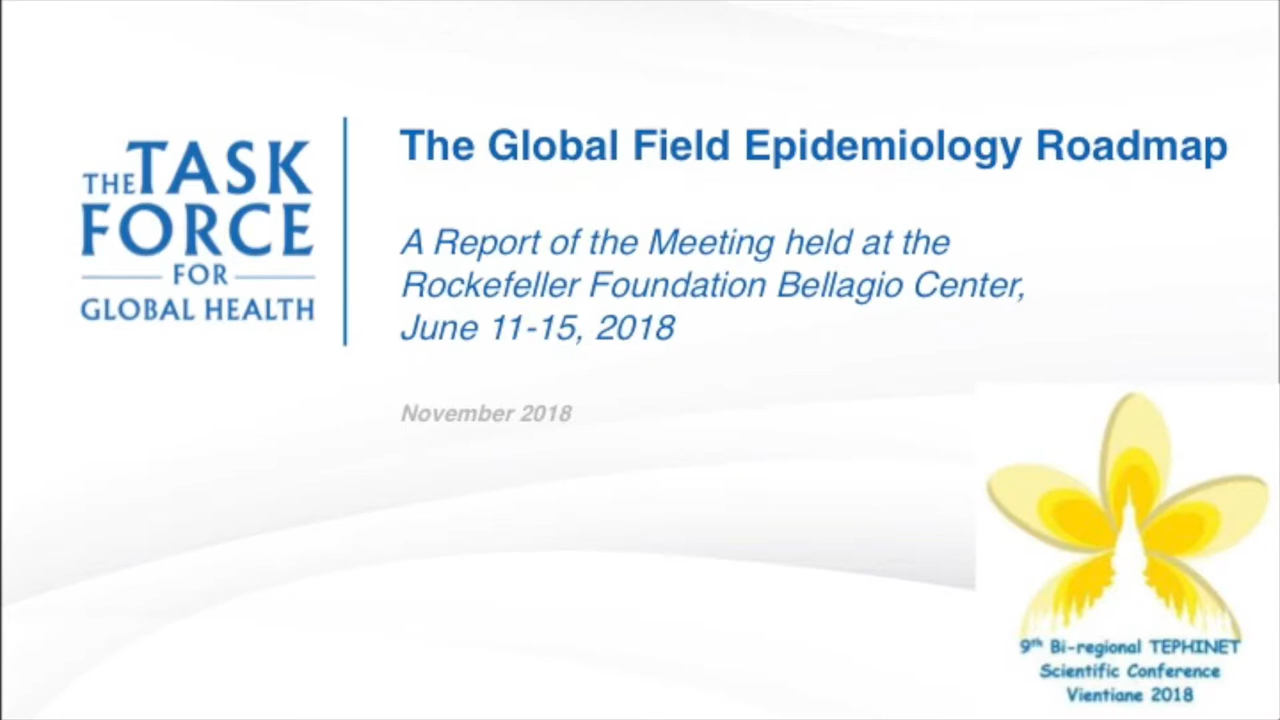 THE TASK
FORCE
FOR
GLOBAL HEALTH
The Global Field Epidemiology Roadmap
A Report of the Meeting held at the
Rockefeller Foundation Bellagio Center,
June 11-15, 2018
November 2018
9th Bi-regional TEPHINET
Scientific Conference
Vientiane 2018